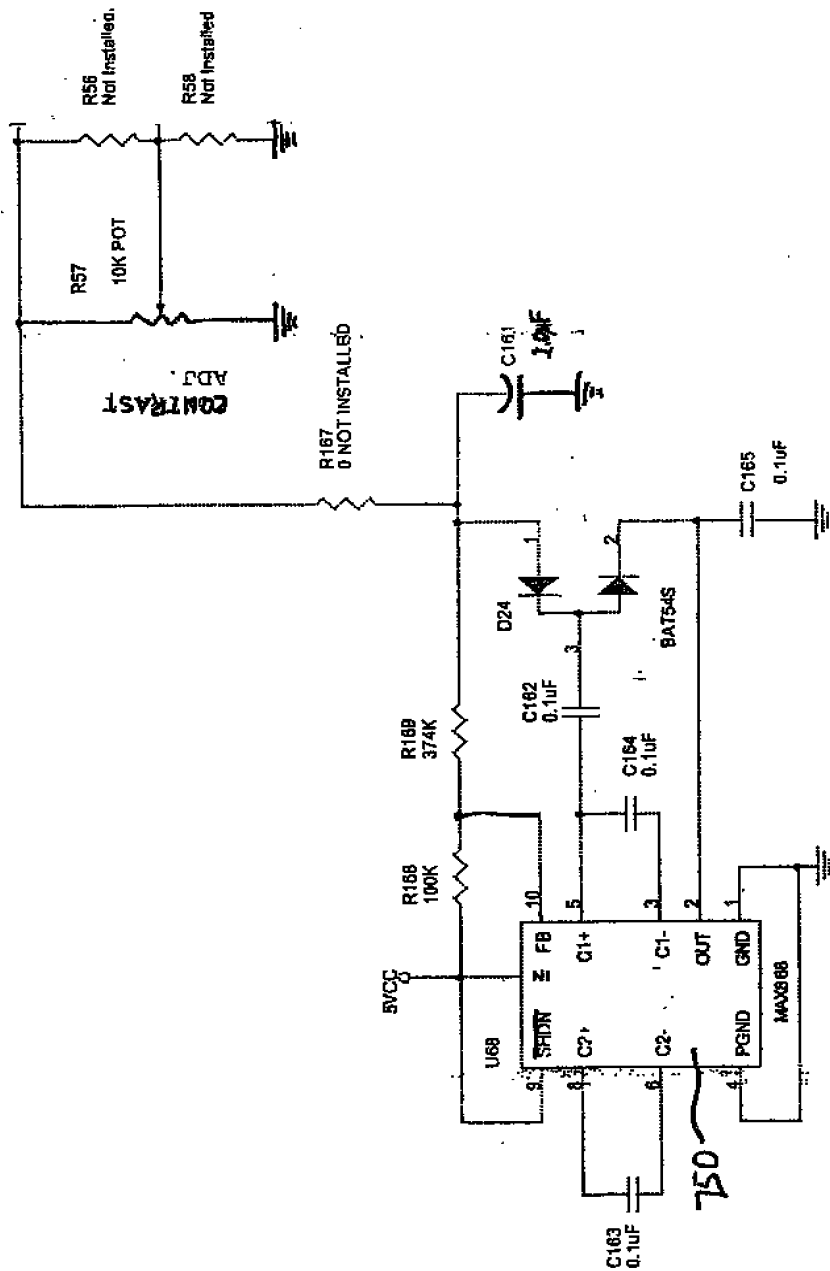 R56
Not Installed.
R58
Not Installed
R57
10K POT
CONTRAST
ADJ.
R167
0 NOT INSTALLED
C161
1.0uF
D24
1
2
3
BAT54S
C165
0.1uF
C162
0.1uF
C164
0.1uF
R169
374K
R168
100K
5VCC
U68
10
FB
5
C1+
3
C1-
2
OUT
1
GND
IN
9
SHDN
8
C2+
6
C2-
4
PGND
MAX868
C163
0.1uF
750